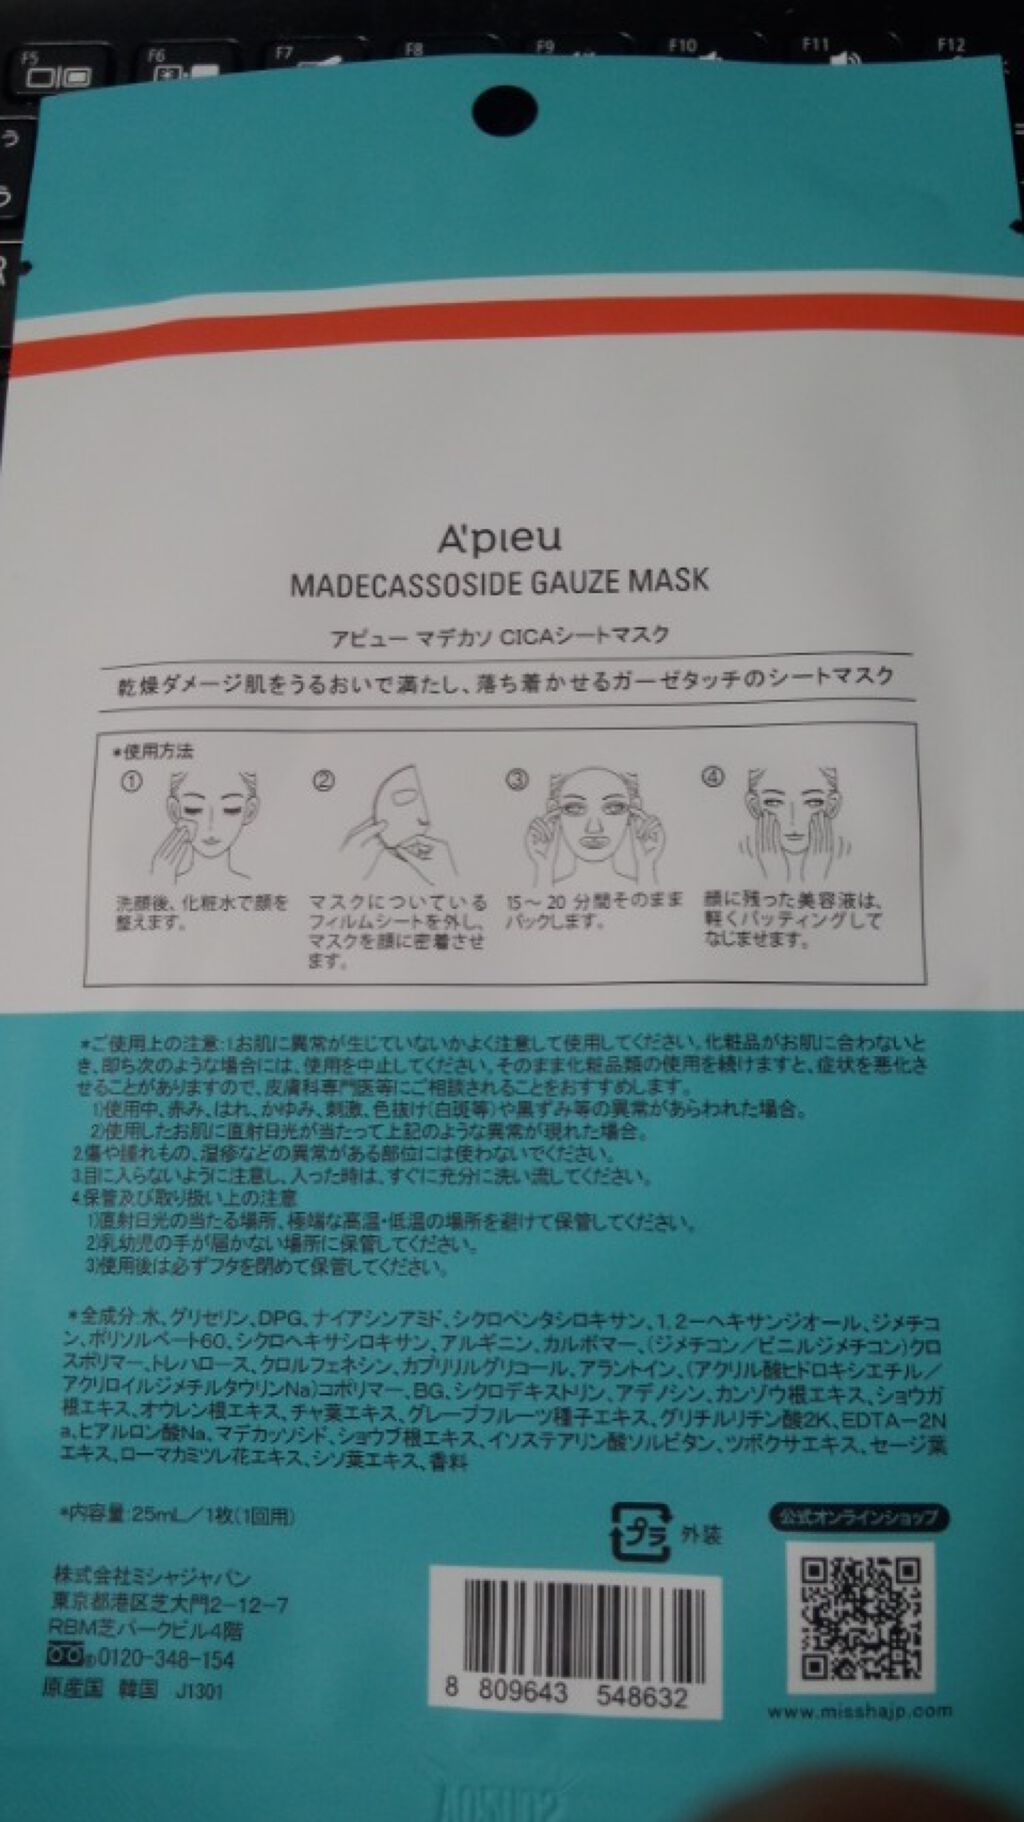 F5
F6
F7
F8
F9
F10
F11
F12
う
う
A'pieu
MADECASSOSIDE GAUZE MASK
アピュー マデカソ CICAシートマスク
乾燥ダメージ肌をうるおいで満たし、落ち着かせるガーゼタッチのシートマスク
*使用方法
①
洗顔後、化粧水で顔を
整えます。
②
マスクについている
フィルムシートを外し、
マスクを顔に密着させ
ます。
③
15～20 分間そのまま
パックします。
④
顔に残った美容液は、
軽くパッティングして
なじませます。
*ご使用上の注意:1お肌に異常が生じていないかよく注意して使用してください。化粧品がお肌に合わないと
き、即ち次のような場合には、使用を中止してください。そのまま化粧品類の使用を続けますと、症状を悪化さ
せることがありますので、皮膚科専門医等にご相談されることをおすすめします。
1)使用中、赤み、はれ、かゆみ、刺激、色抜け(白斑等)や黒ずみ等の異常があらわれた場合。
2)使用したお肌に直射日光が当たって上記のような異常が現れた場合。
2.傷や腫れもの、湿疹などの異常がある部位には使わないでください。
3.目に入らないように注意し、入った時は、すぐに充分に洗い流してください。
4.保管及び取り扱い上の注意
1)直射日光の当たる場所、極端な高温・低温の場所を避けて保管してください。
2)乳幼児の手が届かない場所に保管してください。
3)使用後は必ずフタを閉めて保管してください。
*全成分:水、グリセリン、DPG、ナイアシンアミド、シクロペンタシロキサン、1,2ーヘキサンジオール、ジメチコ
ン、ポリソルベート60、シクロヘキサシロキサン、アルギニン、カルボマー、(ジメチコン／ビニルジメチコン)クロ
スポリマー、トレハロース、クロルフェネシン、カプリリルグリコール、アラントイン、(アクリル酸ヒドロキシエチル／
アクリロイルジメチルタウリンNa)コポリマー、BG、シクロデキストリン、アデノシン、カンゾウ根エキス、ショウガ
根エキス、オウレン根エキス、チャ葉エキス、グレープフルーツ種子エキス、グリチルリチン酸2K、EDTAー2N
a、ヒアルロン酸Na、マデカッソシド、ショウブ根エキス、イソステアリン酸ソルビタン、ツボクサエキス、セージ葉
エキス、ローマカミツレ花エキス、シソ葉エキス、香料
*内容量:25mL／1枚(1回用)
プラ 外装
公式オンラインショップ
株式会社ミシャジャパン
東京都港区芝大門2-12-7
RBM芝パークビル4階
0120-348-154
原産国 韓国 J1301
8 809643 548632
www.misshajp.com